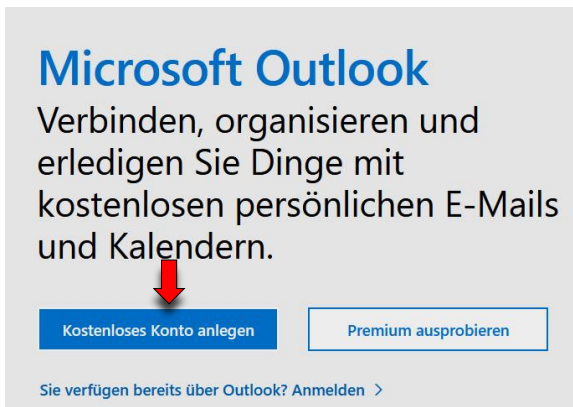 Microsoft Outlook
Verbinden, organisieren und
erledigen Sie Dinge mit
kostenlosen persönlichen E-Mails
und Kalendern.
Kostenloses Konto anlegen
Premium ausprobieren
Sie verfügen bereits über Outlook? Anmelden >